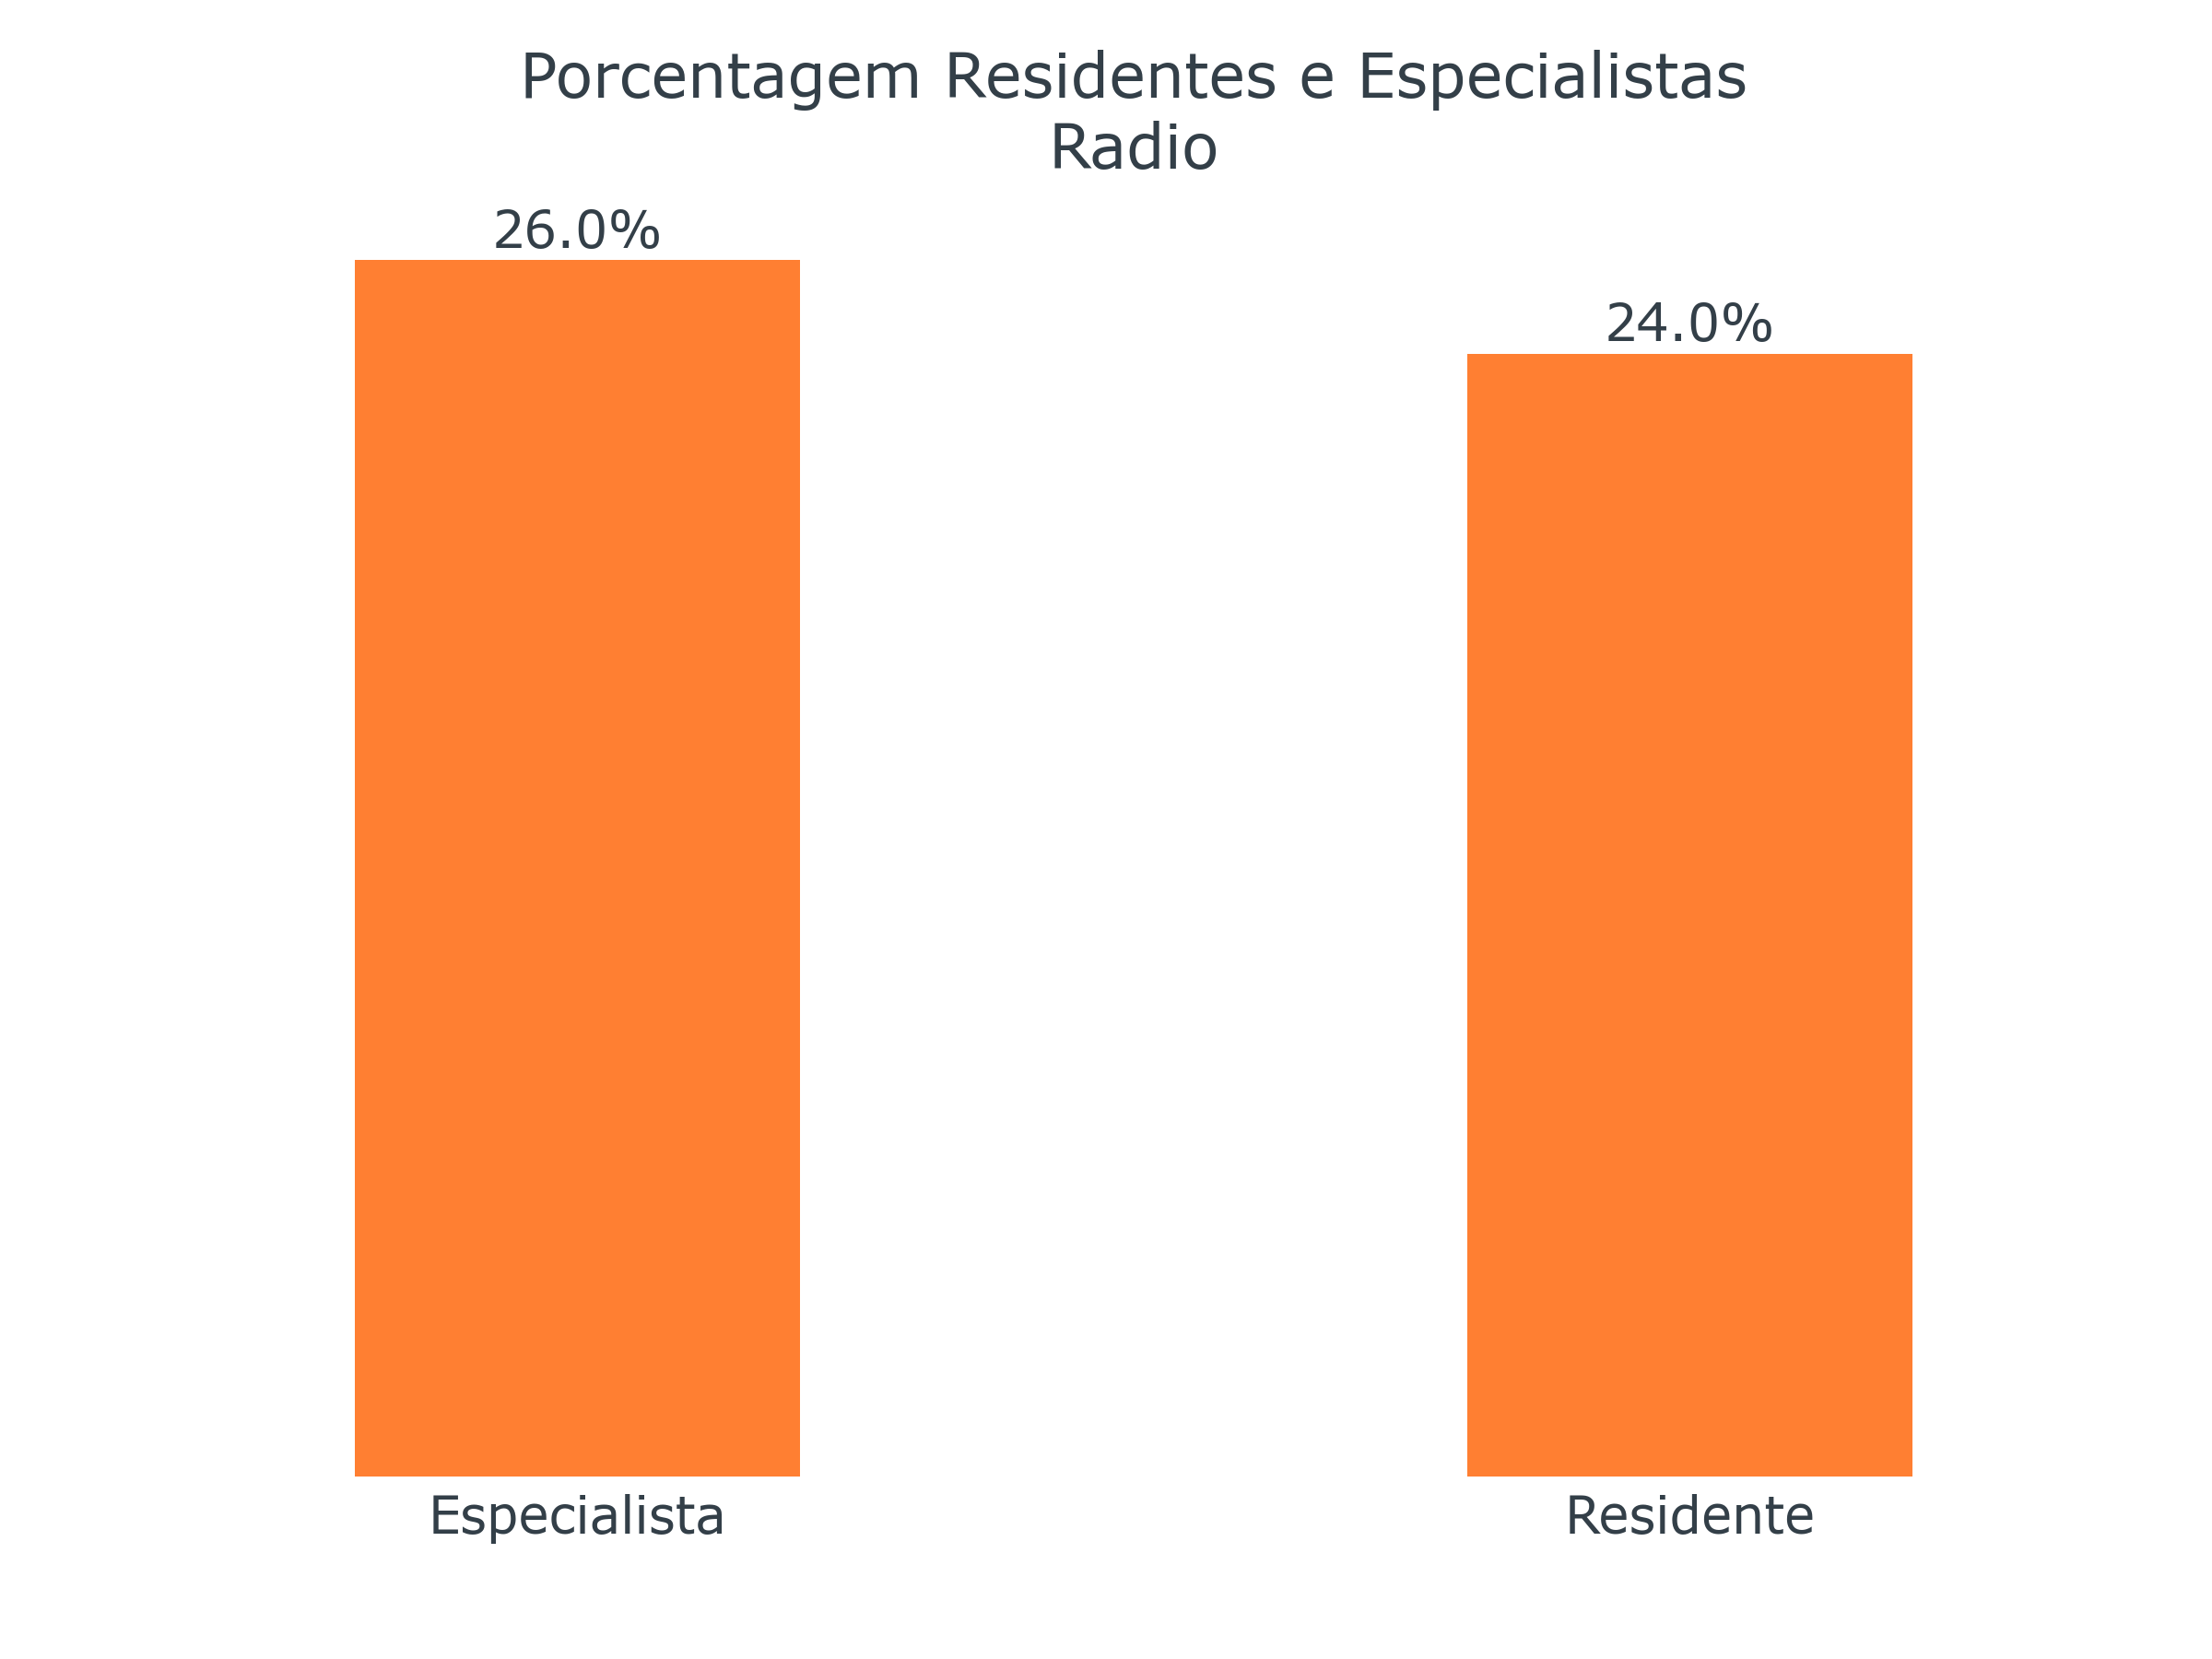 Porcentagem Residentes e Especialistas
Radio
26.0%
24.0%
Especialista
Residente